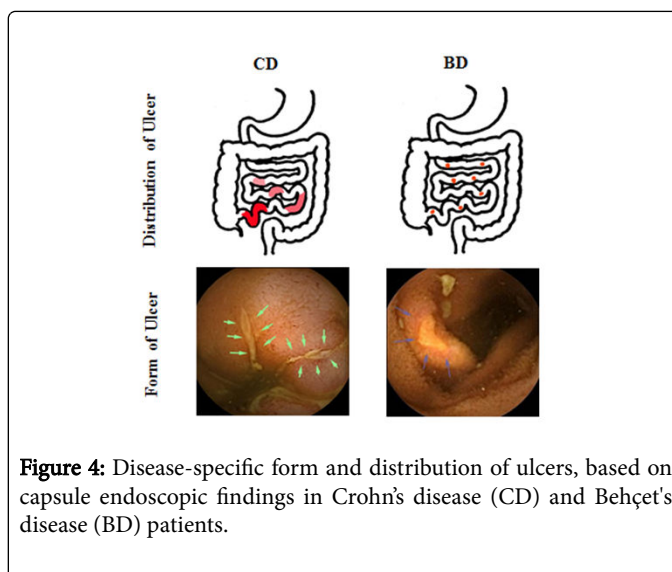 CD
BD
Distribution of Ulcer
Form of Ulcer
Figure 4: Disease-specific form and distribution of ulcers, based on
capsule endoscopic findings in Crohn’s disease (CD) and Behçet's
disease (BD) patients.